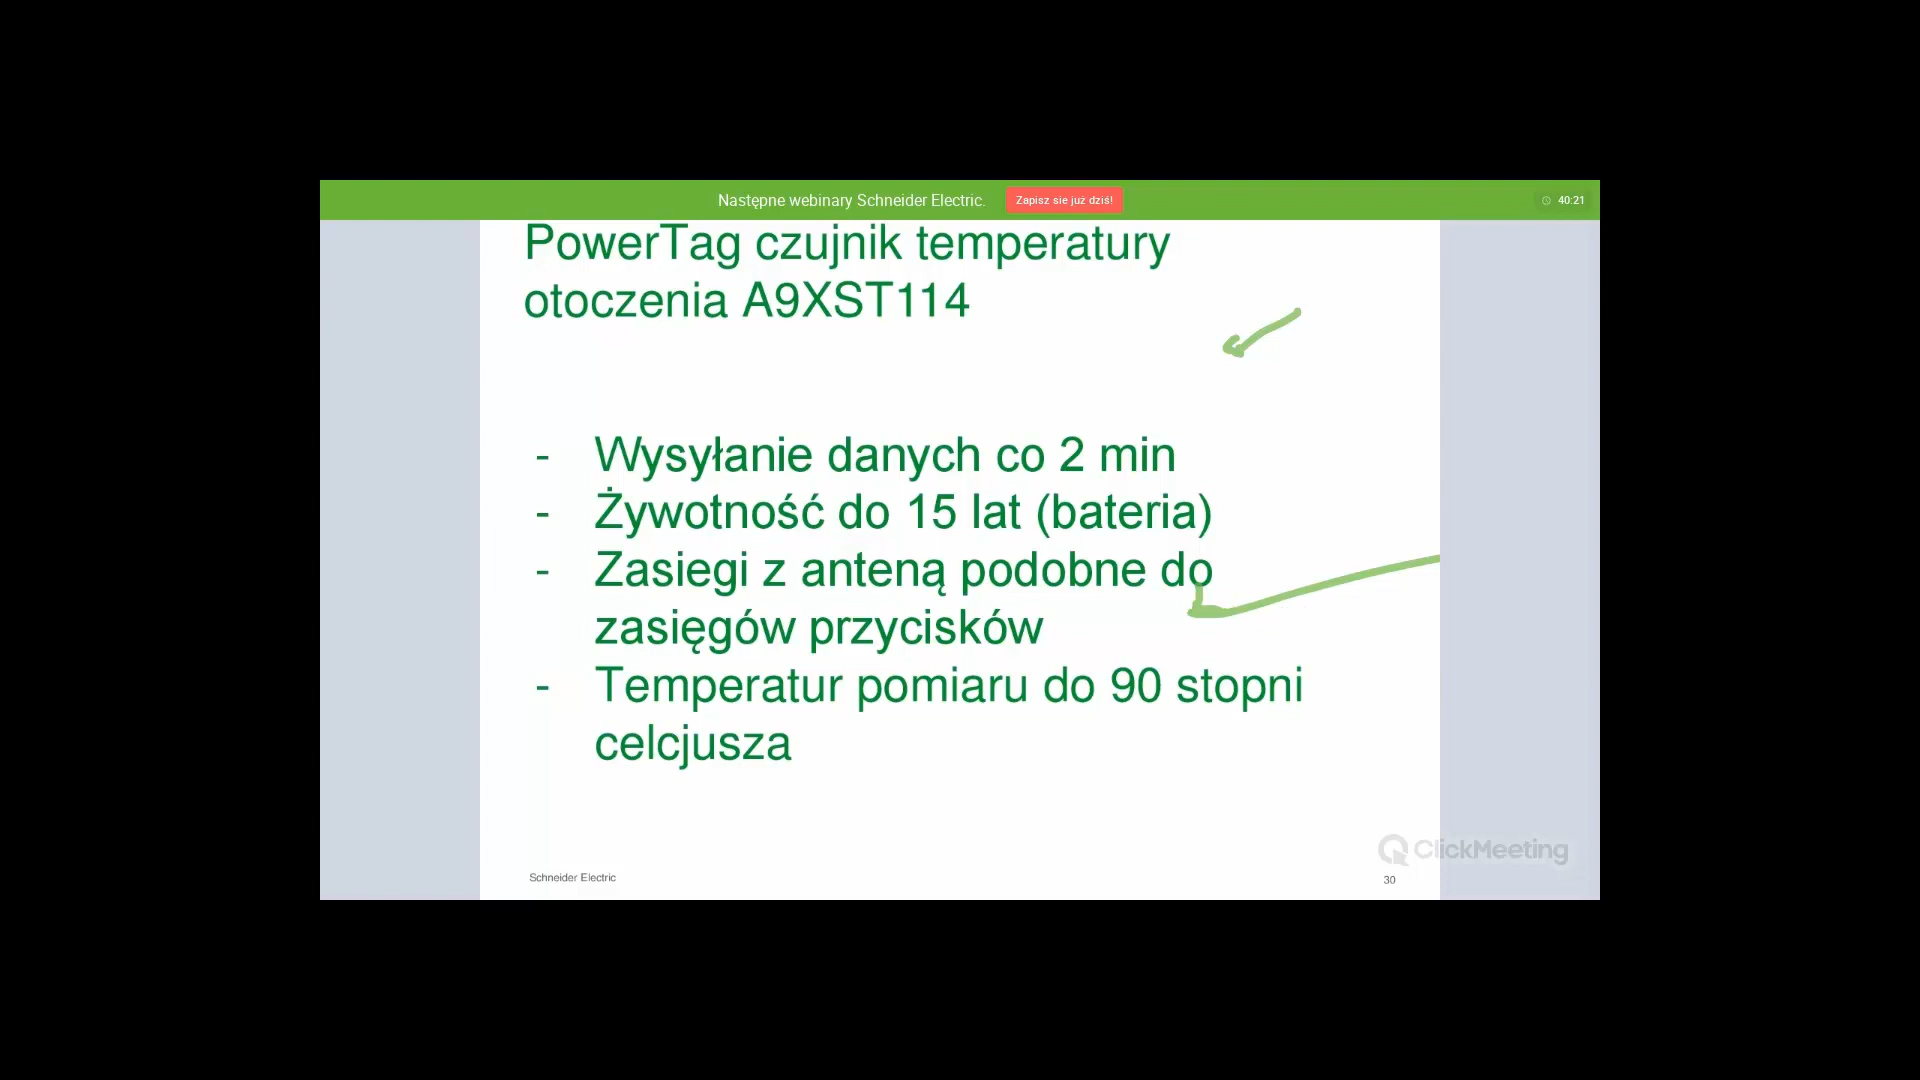 Następne webinary Schneider Electric.
Zapisz sie już dziś!
40:21
PowerTag czujnik temperatury
otoczenia A9XST114
- Wysyłanie danych co 2 min
- Żywotność do 15 lat (bateria)
- Zasiegi z anteną podobne do
zasięgów przycisków
- Temperatur pomiaru do 90 stopni
celcjusza
ClickMeeting
Schneider Electric
30